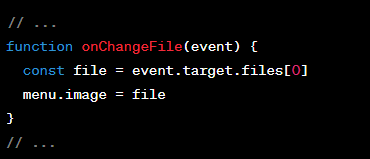 // ...
function onChangeFile(event) {
  const file = event.target.files[0]
  menu.image = file
}
// ...